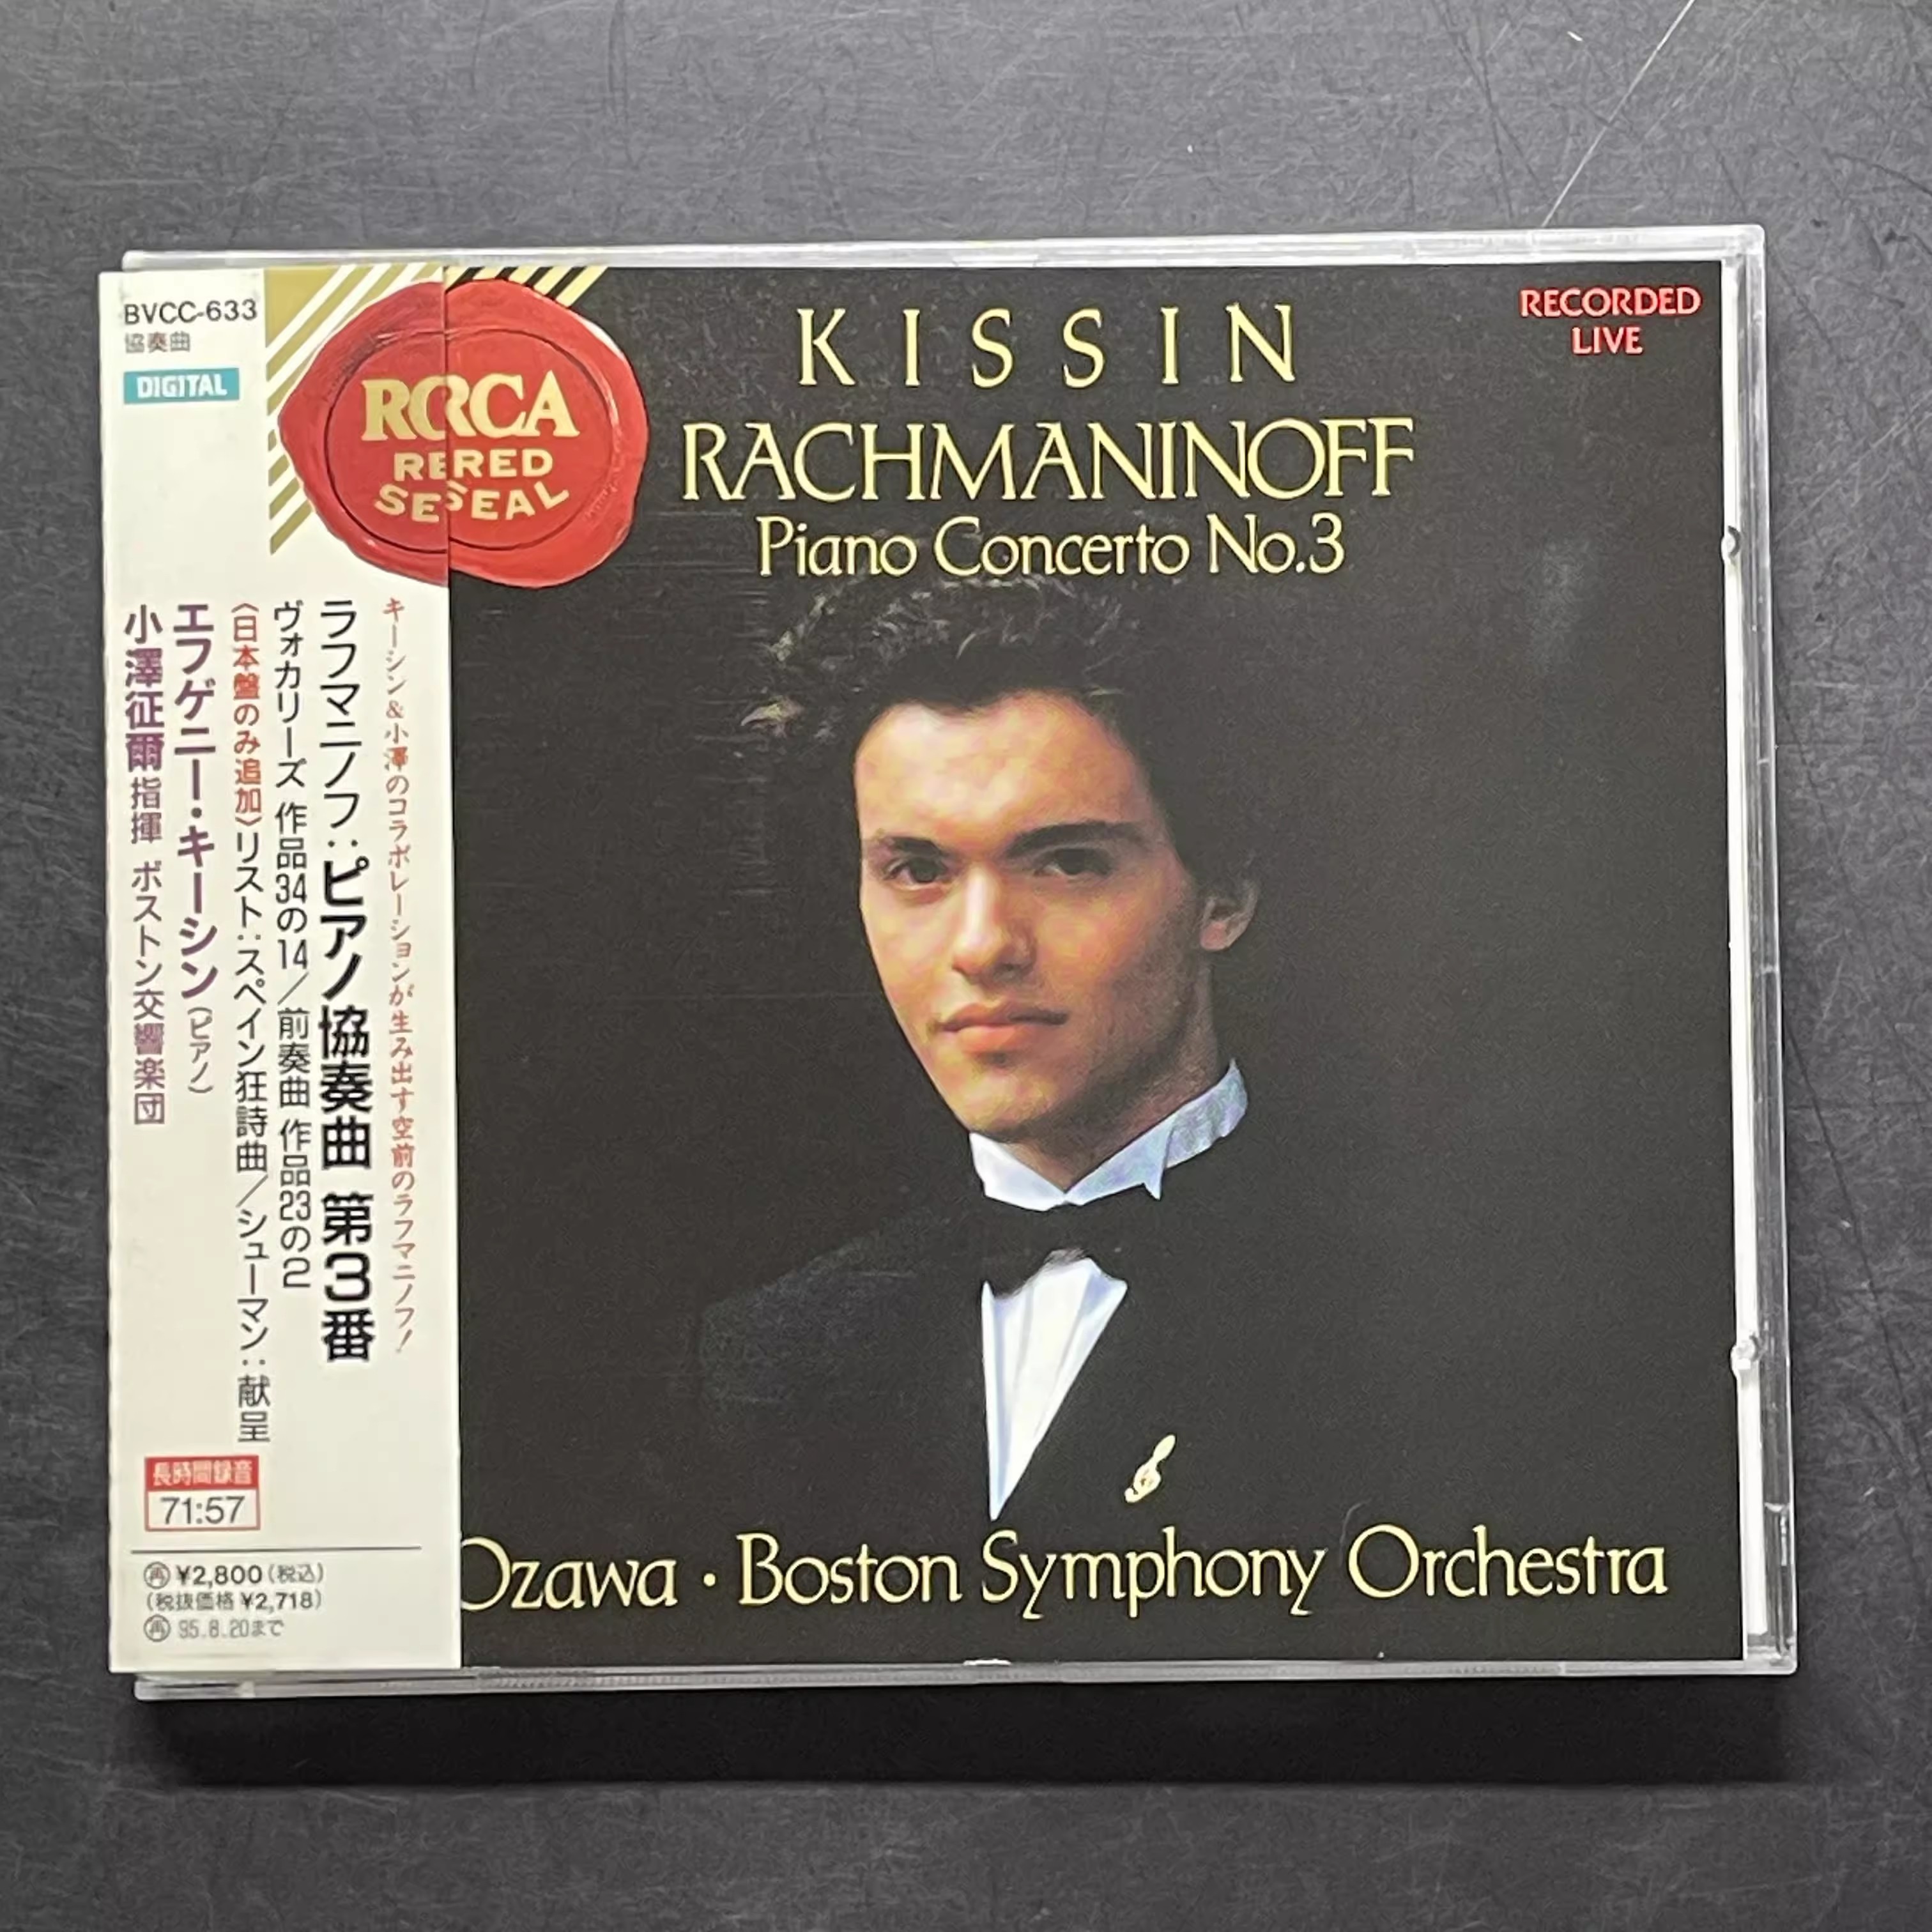 BVCC-633
協奏曲
DIGITAL
RCRCA
RERED
SESEAL
KISSIN
RACHMANINOFF
Piano Concerto No.3
RECORDED
LIVE
キーシン&小澤のコラボレーションが生み出す空前のラフマニノフ!
ラフマニノフ:ピアノ協奏曲 第3番
ヴォカリーズ 作品34の14/前奏曲 作品23の2
〈日本盤のみ追加〉リスト:スペイン狂詩曲/シューマン:献呈
エフゲニー・キーシン(ピアノ)
小澤征爾 指揮 ボストン交響楽団
長時間録音
71:57
再 ¥2,800(税込)
(税抜価格 ¥2,718)
再 95.8.20まで
Ozawa・Boston Symphony Orchestra